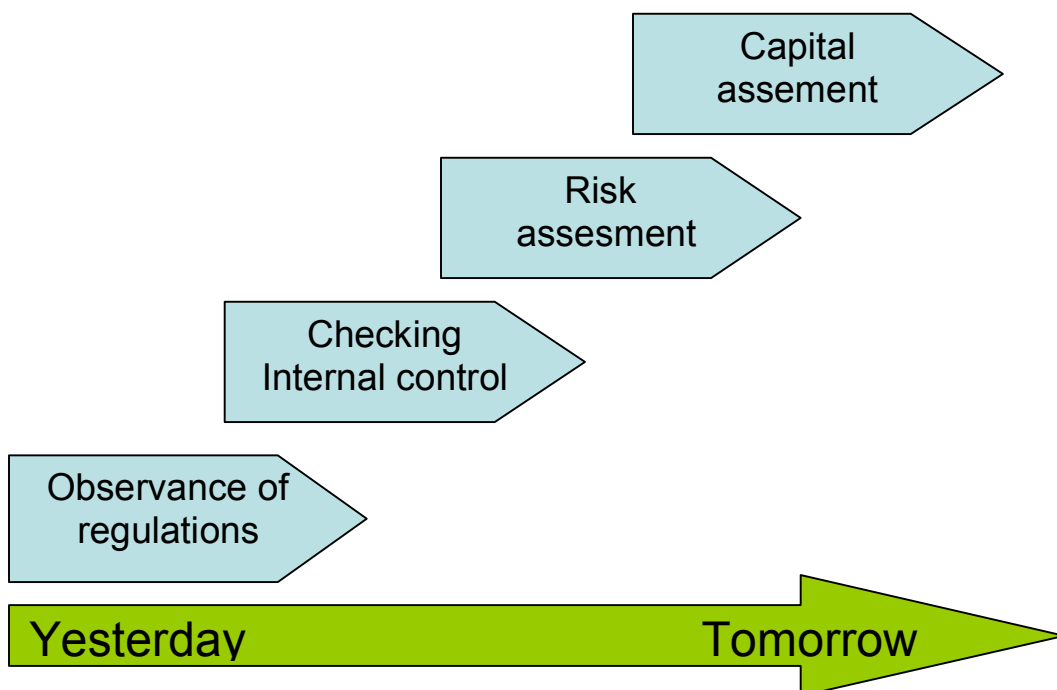 Capital
assement
Risk
assesment
Checking
Internal control
Observance of
regulations
Yesterday
Tomorrow